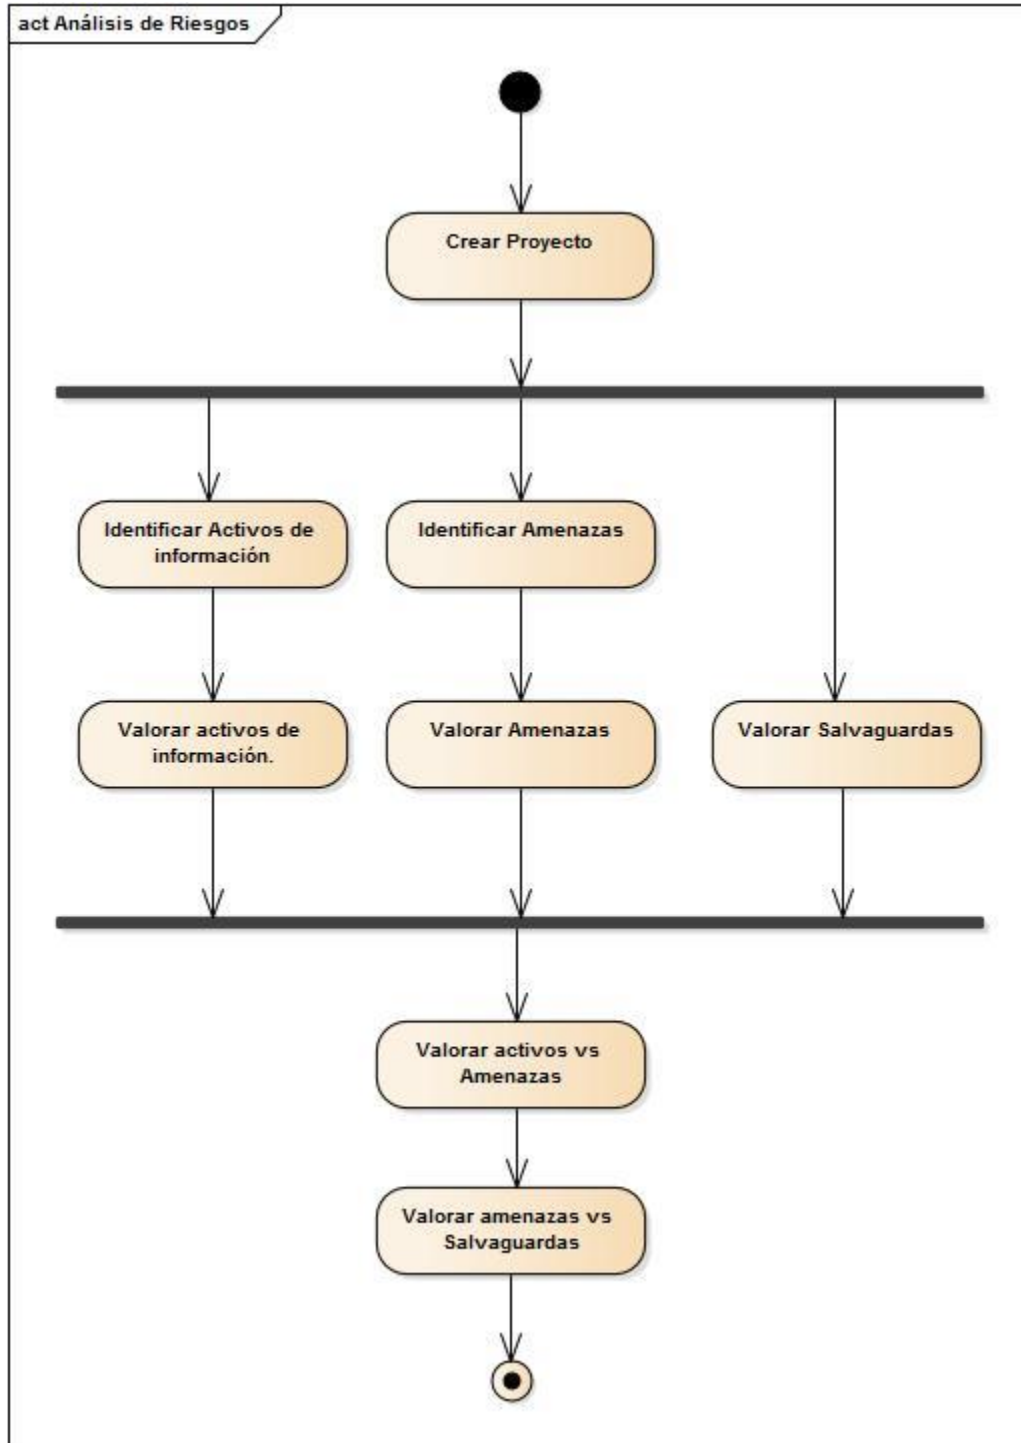 act Análisis de Riesgos
Crear Proyecto
Identificar Activos de
información
Identificar Amenazas
Valorar activos de
información.
Valorar Amenazas
Valorar Salvaguardas
Valorar activos vs
Amenazas
Valorar amenazas vs
Salvaguardas